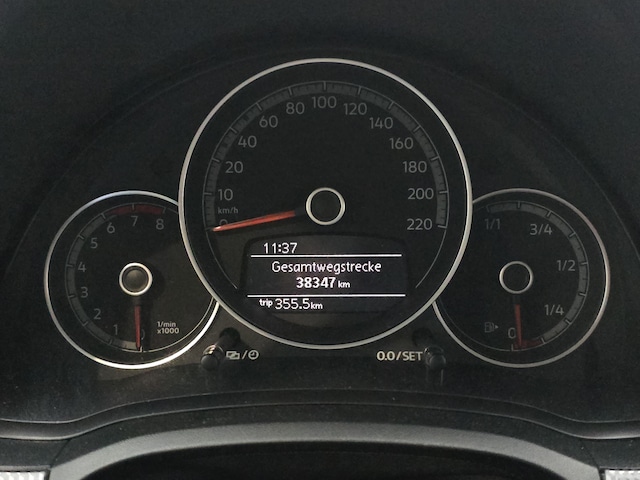 0 10 20 40 60 80 100 120 140 160 180 200 220
km/h
11:37
Gesamtwegstrecke
38347 km
trip 355.5 km
0 1 2 3 4 5 6 7 8
1/min
x1000
1/1 3/4 1/2 1/4 0
0.0/SET